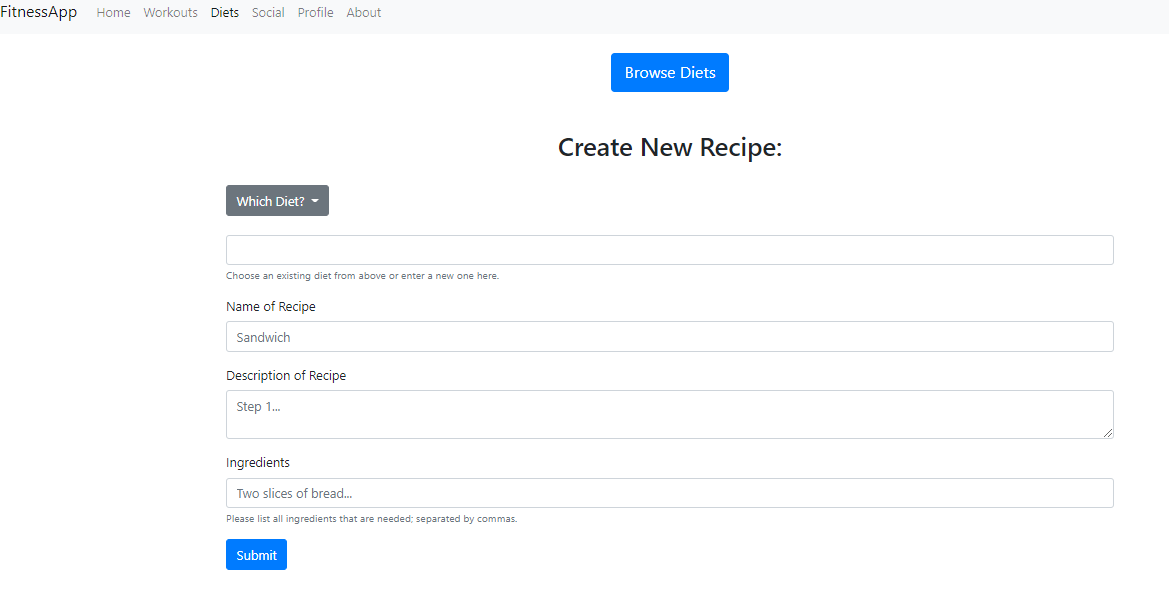 FitnessApp Home Workouts Diets Social Profile About
Browse Diets
Create New Recipe:
Which Diet?
Choose an existing diet from above or enter a new one here.
Name of Recipe
Sandwich
Description of Recipe
Step 1...
Ingredients
Two slices of bread...
Please list all ingredients that are needed; separated by commas.
Submit